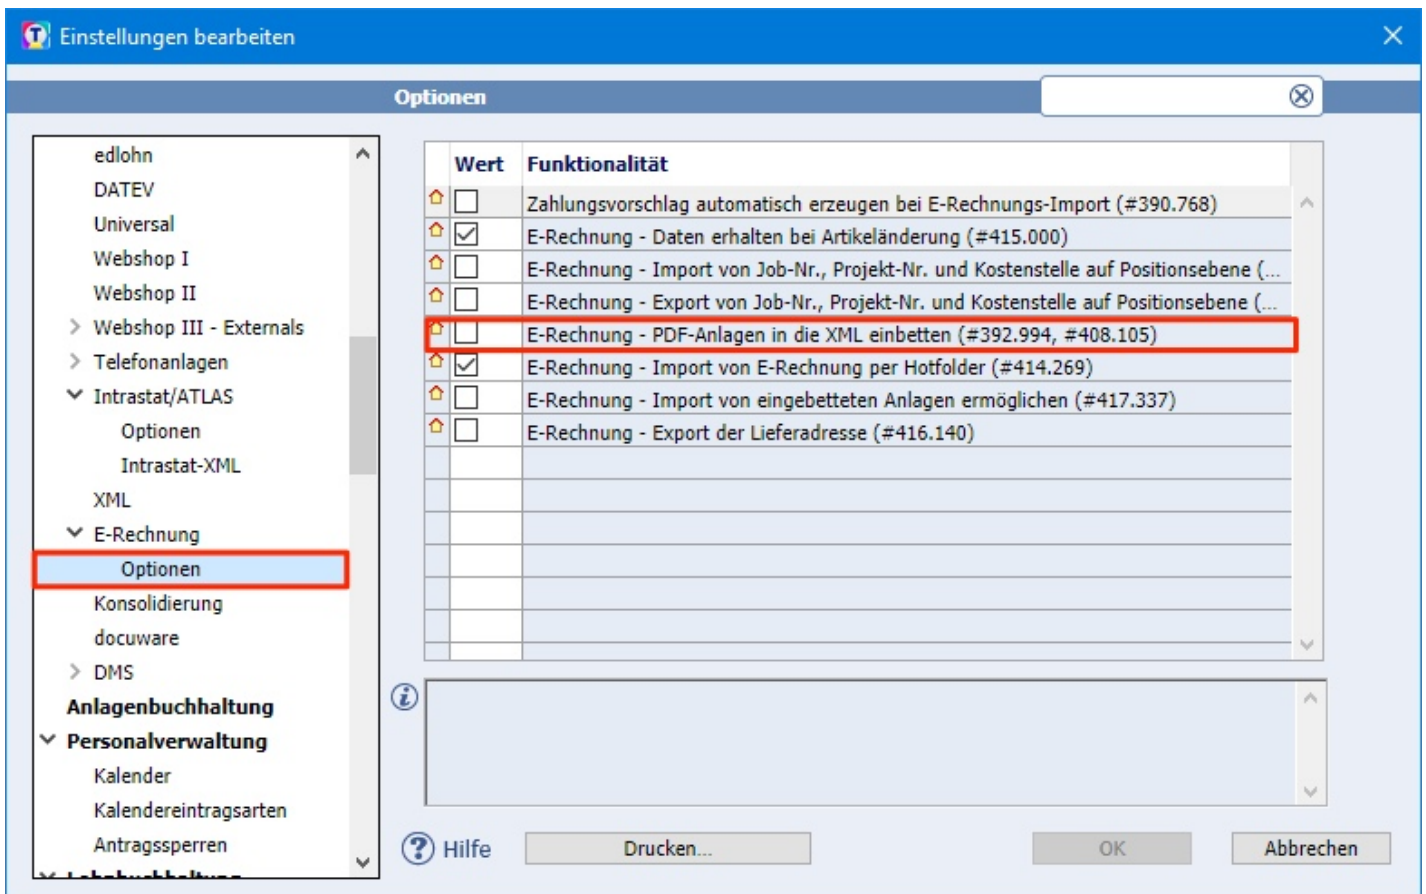 Einstellungen bearbeiten
Optionen
edlohn
DATEV
Universal
Webshop I
Webshop II
Webshop III - Externals
Telefonanlagen
Intrastat/ATLAS
Optionen
Intrastat-XML
XML
E-Rechnung
Optionen
Konsolidierung
docuware
DMS
Anlagenbuchhaltung
Personalverwaltung
Kalender
Kalendereintragsarten
Antragssperren
Wert Funktionalität
Zahlungsvorschlag automatisch erzeugen bei E-Rechnungs-Import (#390.768)
E-Rechnung - Daten erhalten bei Artikeländerung (#415.000)
E-Rechnung - Import von Job-Nr., Projekt-Nr. und Kostenstelle auf Positionsebene (...
E-Rechnung - Export von Job-Nr., Projekt-Nr. und Kostenstelle auf Positionsebene (...
E-Rechnung - PDF-Anlagen in die XML einbetten (#392.994, #408.105)
E-Rechnung - Import von E-Rechnung per Hotfolder (#414.269)
E-Rechnung - Import von eingebetteten Anlagen ermöglichen (#417.337)
E-Rechnung - Export der Lieferadresse (#416.140)
Hilfe
Drucken...
OK
Abbrechen